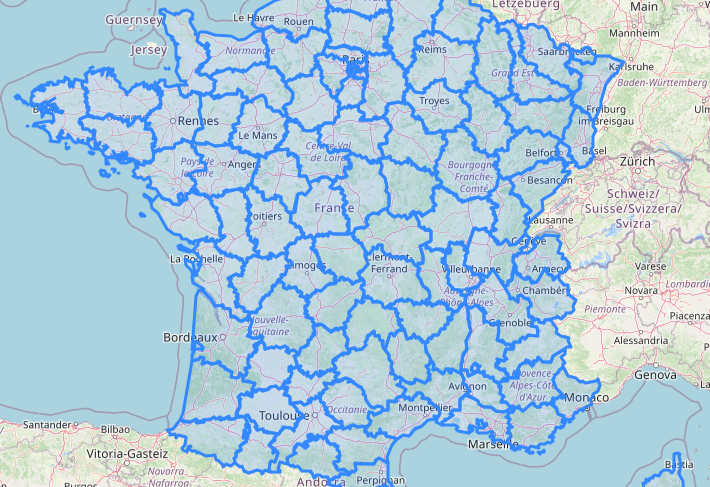 Letzebuerg
Guernsey
Le Havre
Rouen
Main
Mannheim
Jersey
Normandie
Reims
Saarbrücken
Paris
Karlsruhe
Grand Est
Baden-Württemberg
Troyes
Freiburg
im Breisgau
Bretagne
Rennes
Le Mans
Centre-Val
de Loire
Basel
Belfort
Zürich
Pays de
la Loire
Angers
Bourgogne
Franche-
Comté
Besançon
Schweiz/
Suisse/Svizzera/
Svizra
France
Poitiers
Lausanne
Genève
La Rochelle
Limoges
Clermont-
Ferrand
Villeurbanne
Annecy
Varese
Lombardia
Auvergne-
Rhône-Alpes
Chambéry
Novara
Nouvelle-
Aquitaine
Grenoble
Piemonte
Piacenza
Bordeaux
Alessandria
Provence-
Alpes-Côte
d'Azur
Genova
Avignon
Monaco
La
Santander
Bilbao
Toulouse
Occitanie
Montpellier
Marseille
Vitoria-Gasteiz
Bastia
Navarra
Nafarroa
Andorra
Perpignan